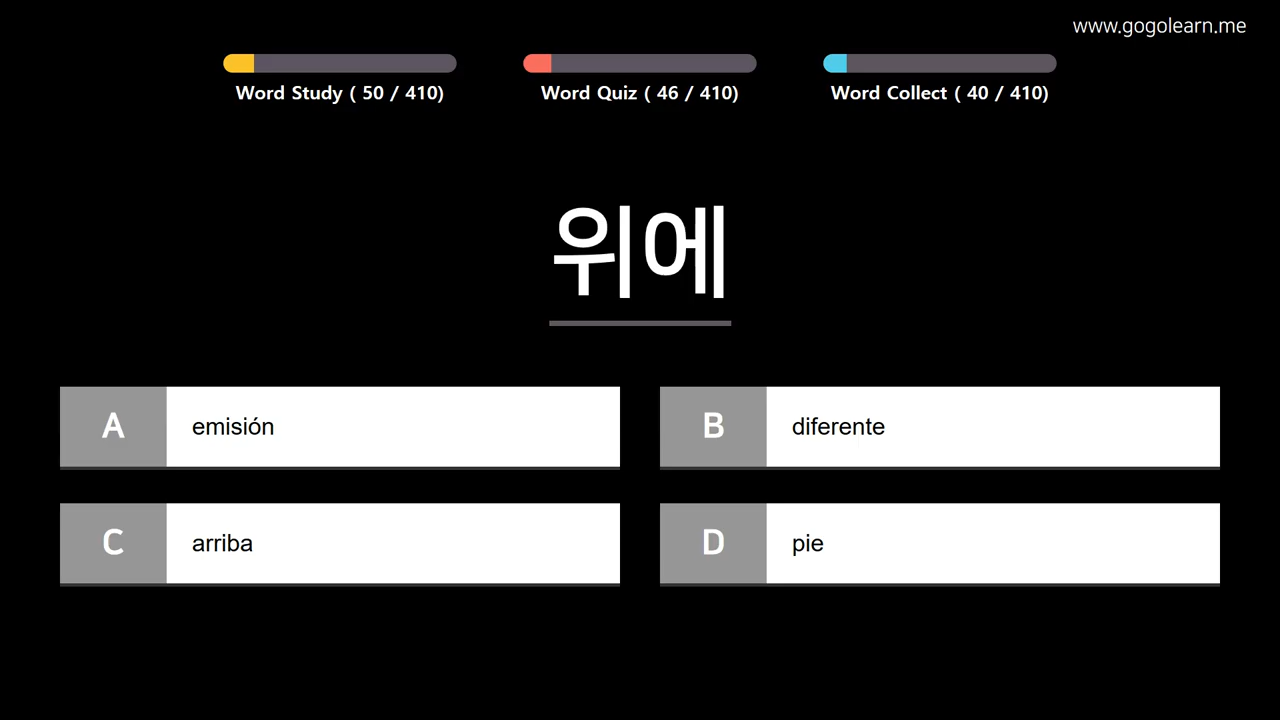 www.gogolearn.me
Word Study ( 50 / 410)
Word Quiz ( 46 / 410)
Word Collect ( 40 / 410)
위에
A emisión
B diferente
C arriba
D pie